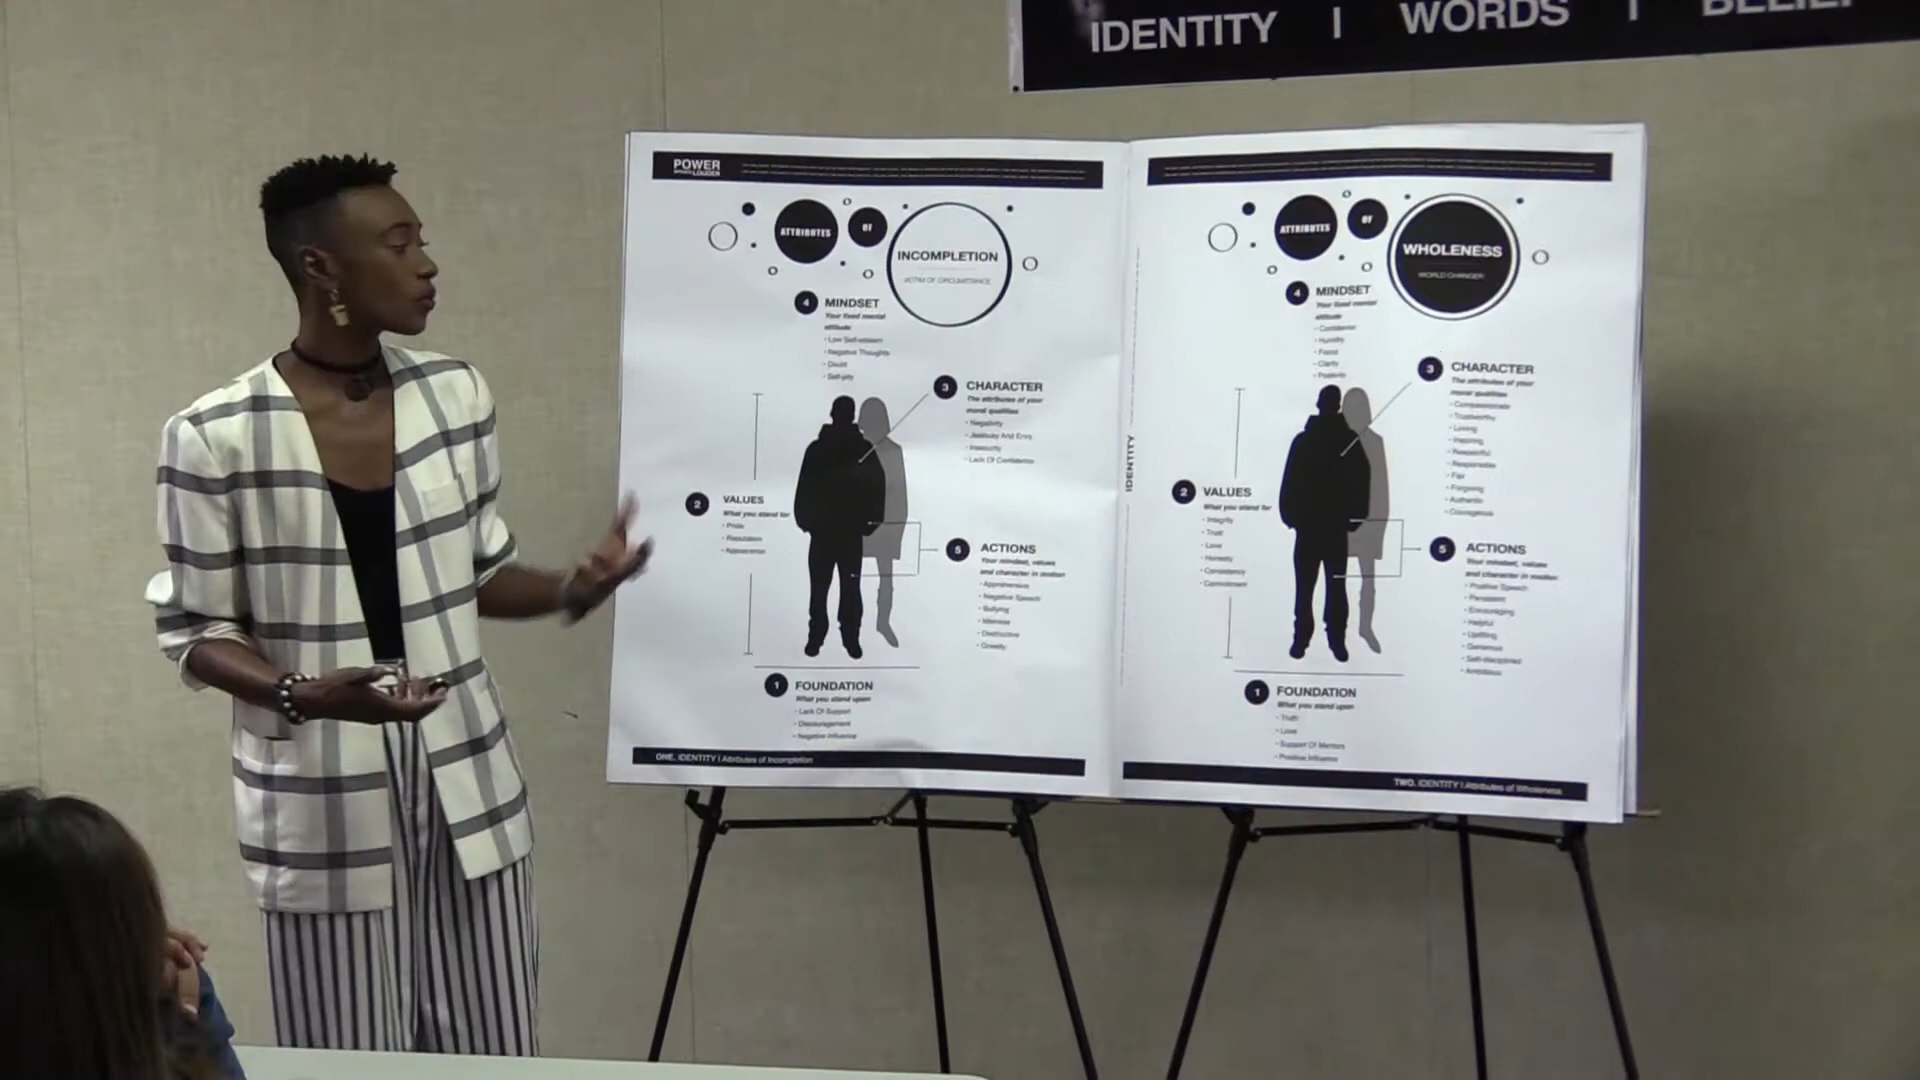 IDENTITY | WORDS | BELIEF
POWER
LOUDER
ATTRIBUTES OF INCOMPLETION
VICTIM OF CIRCUMSTANCE
4 MINDSET
Your fixed mental
attitude
• Low Self-esteem
• Negative Thoughts
• Doubt
• Self-pity
3 CHARACTER
The attributes of your
moral qualities
• Negativity
• Jealousy And Envy
• Insecurity
• Lack Of Confidence
2 VALUES
What you stand for
• Pride
• Reputation
• Appearance
5 ACTIONS
Your mindset, values
and character in motion
• Apprehensive
• Negative Speech
• Bullying
• Idleness
• Destructive
• Greedy
1 FOUNDATION
What you stand upon
• Lack Of Support
• Discouragement
• Negative Influence
ONE. IDENTITY | Attributes of Incompletion
IDENTITY
ATTRIBUTES OF WHOLENESS
WORLD CHANGER
4 MINDSET
Your fixed mental
attitude
• Confidence
• Humility
• Focus
• Clarity
• Positivity
3 CHARACTER
The attributes of your
moral qualities
• Compassionate
• Trustworthy
• Loving
• Inspiring
• Respectful
• Responsible
• Fair
• Forgiving
• Authentic
• Courageous
2 VALUES
What you stand for
• Integrity
• Trust
• Love
• Honesty
• Consistency
• Commitment
5 ACTIONS
Your mindset, values
and character in motion
• Positive Speech
• Persistent
• Encouraging
• Helpful
• Uplifting
• Generous
• Self-disciplined
• Ambitious
1 FOUNDATION
What you stand upon
• Truth
• Love
• Support Of Mentors
• Positive Influence
TWO. IDENTITY | Attributes of Wholeness